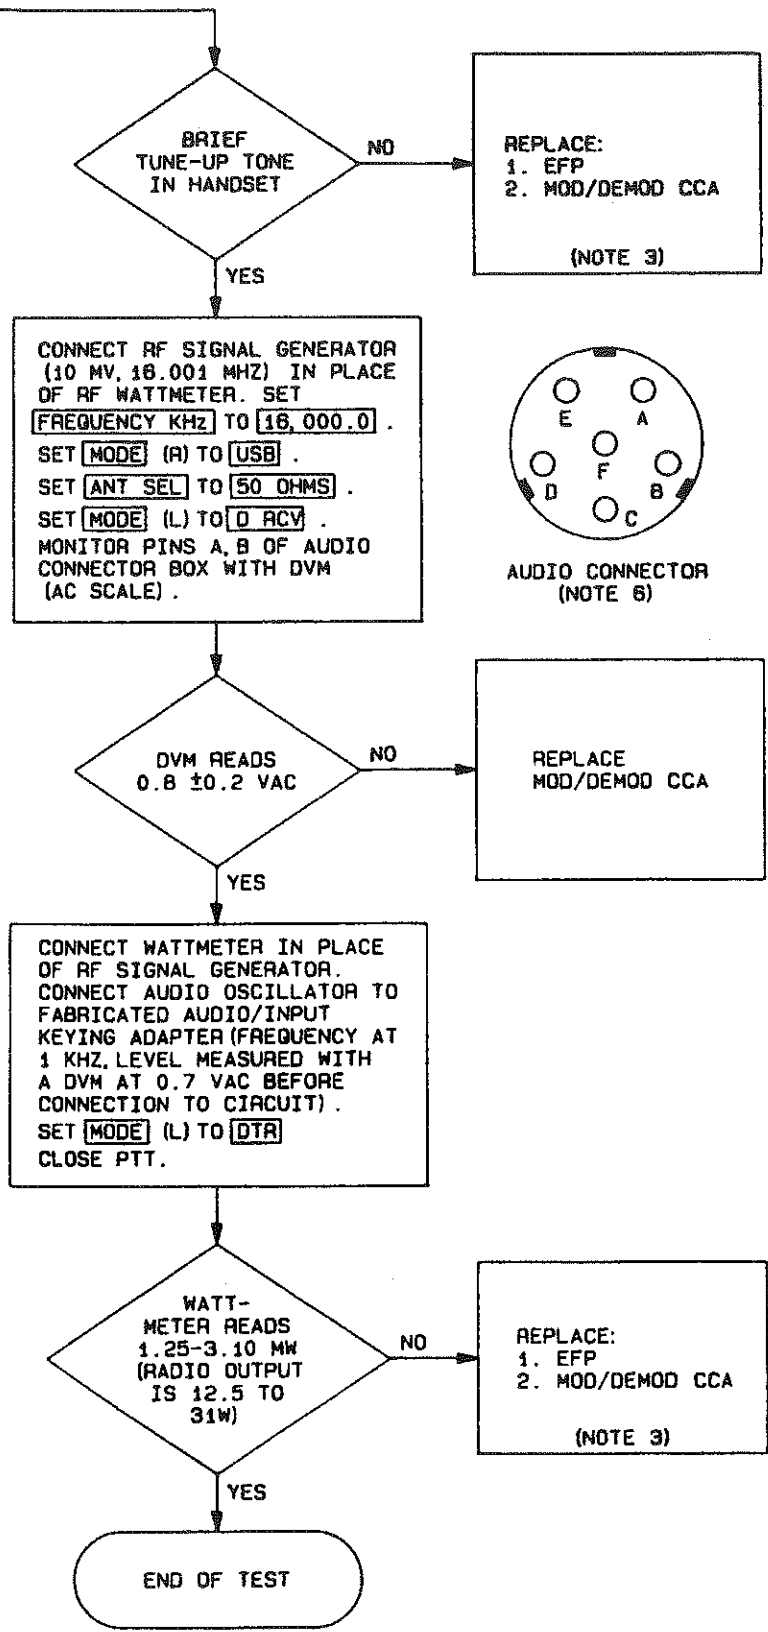 BRIEF
TUNE-UP TONE
IN HANDSET
NO
REPLACE:
1. EFP
2. MOD/DEMOD CCA
(NOTE 3)
YES
CONNECT RF SIGNAL GENERATOR
(10 MV, 16.001 MHZ) IN PLACE
OF RF WATTMETER. SET
FREQUENCY KHz TO 16,000.0 .
SET MODE (R) TO USB .
SET ANT SEL TO 50 OHMS .
SET MODE (L) TO D RCV .
MONITOR PINS A, B OF AUDIO
CONNECTOR BOX WITH DVM
(AC SCALE) .
E
A
F
D
B
C
AUDIO CONNECTOR
(NOTE 6)
DVM READS
0.8 ±0.2 VAC
NO
REPLACE
MOD/DEMOD CCA
YES
CONNECT WATTMETER IN PLACE
OF RF SIGNAL GENERATOR.
CONNECT AUDIO OSCILLATOR TO
FABRICATED AUDIO/INPUT
KEYING ADAPTER (FREQUENCY AT
1 KHZ, LEVEL MEASURED WITH
A DVM AT 0.7 VAC BEFORE
CONNECTION TO CIRCUIT) .
SET MODE (L) TO DTR
CLOSE PTT.
WATT-
METER READS
1.25-3.10 MW
(RADIO OUTPUT
IS 12.5 TO
31W)
NO
REPLACE:
1. EFP
2. MOD/DEMOD CCA
(NOTE 3)
YES
END OF TEST